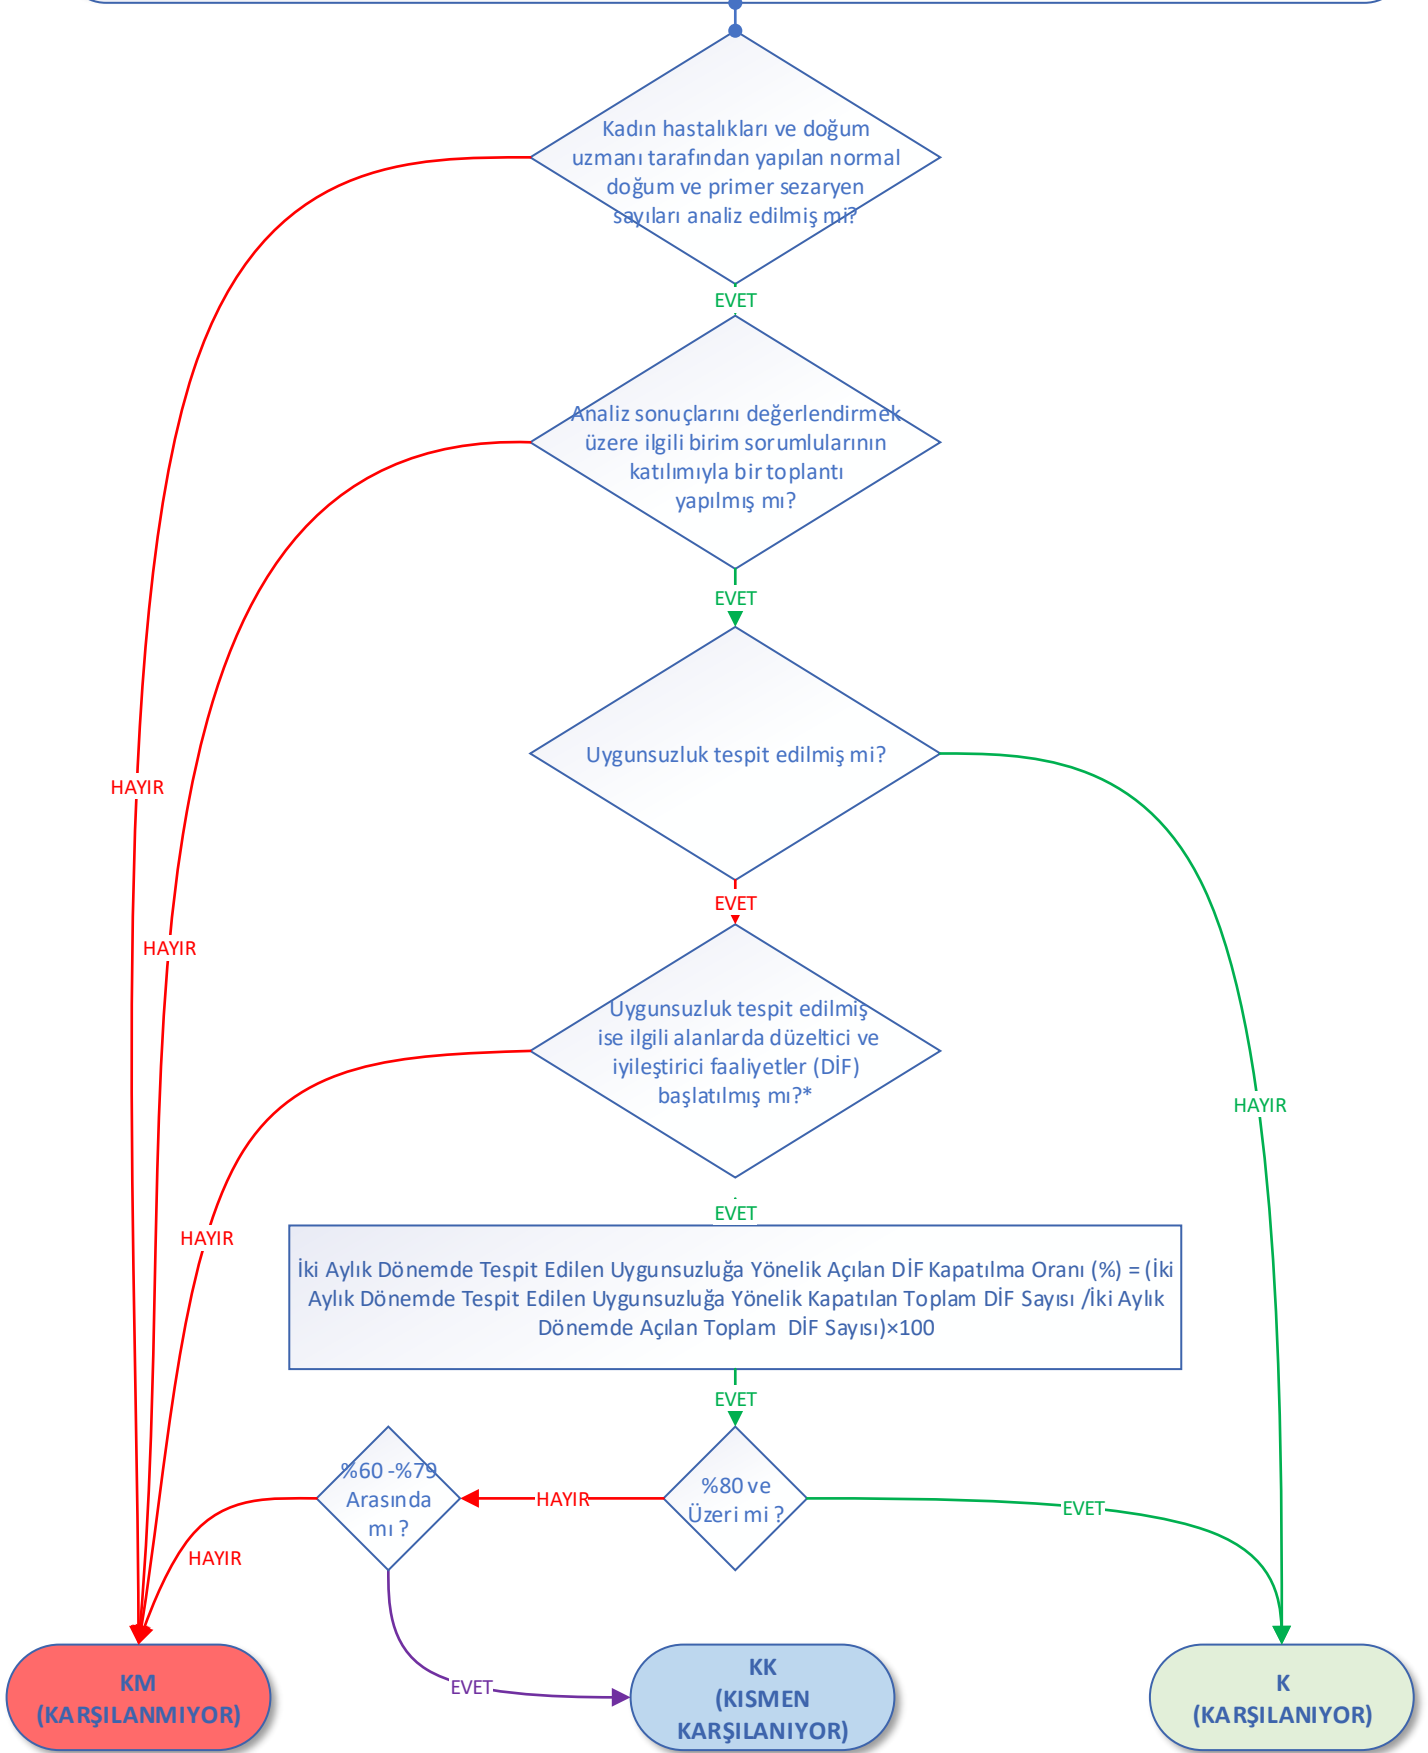 Kadın hastalıkları ve doğum
uzmanı tarafından yapılan normal
doğum ve primer sezaryen
sayıları analiz edilmiş mi?
EVET
Analiz sonuçlarını değerlendirmek
üzere ilgili birim sorumlularının
katılımıyla bir toplantı
yapılmış mı?
EVET
Uygunsuzluk tespit edilmiş mi?
HAYIR
EVET
HAYIR
Uygunsuzluk tespit edilmiş
ise ilgili alanlarda düzeltici ve
iyileştirici faaliyetler (DİF)
başlatılmış mı?*
HAYIR
EVET
HAYIR
İki Aylık Dönemde Tespit Edilen Uygunsuzluğa Yönelik Açılan DİF Kapatılma Oranı (%) = (İki
Aylık Dönemde Tespit Edilen Uygunsuzluğa Yönelik Kapatılan Toplam DİF Sayısı /İki Aylık
Dönemde Açılan Toplam DİF Sayısı)×100
EVET
%60 -%79
Arasında
mı ?
HAYIR
%80 ve
Üzeri mi ?
EVET
HAYIR
EVET
KM
(KARŞILANMIYOR)
KK
(KISMEN
KARŞILANIYOR)
K
(KARŞILANIYOR)